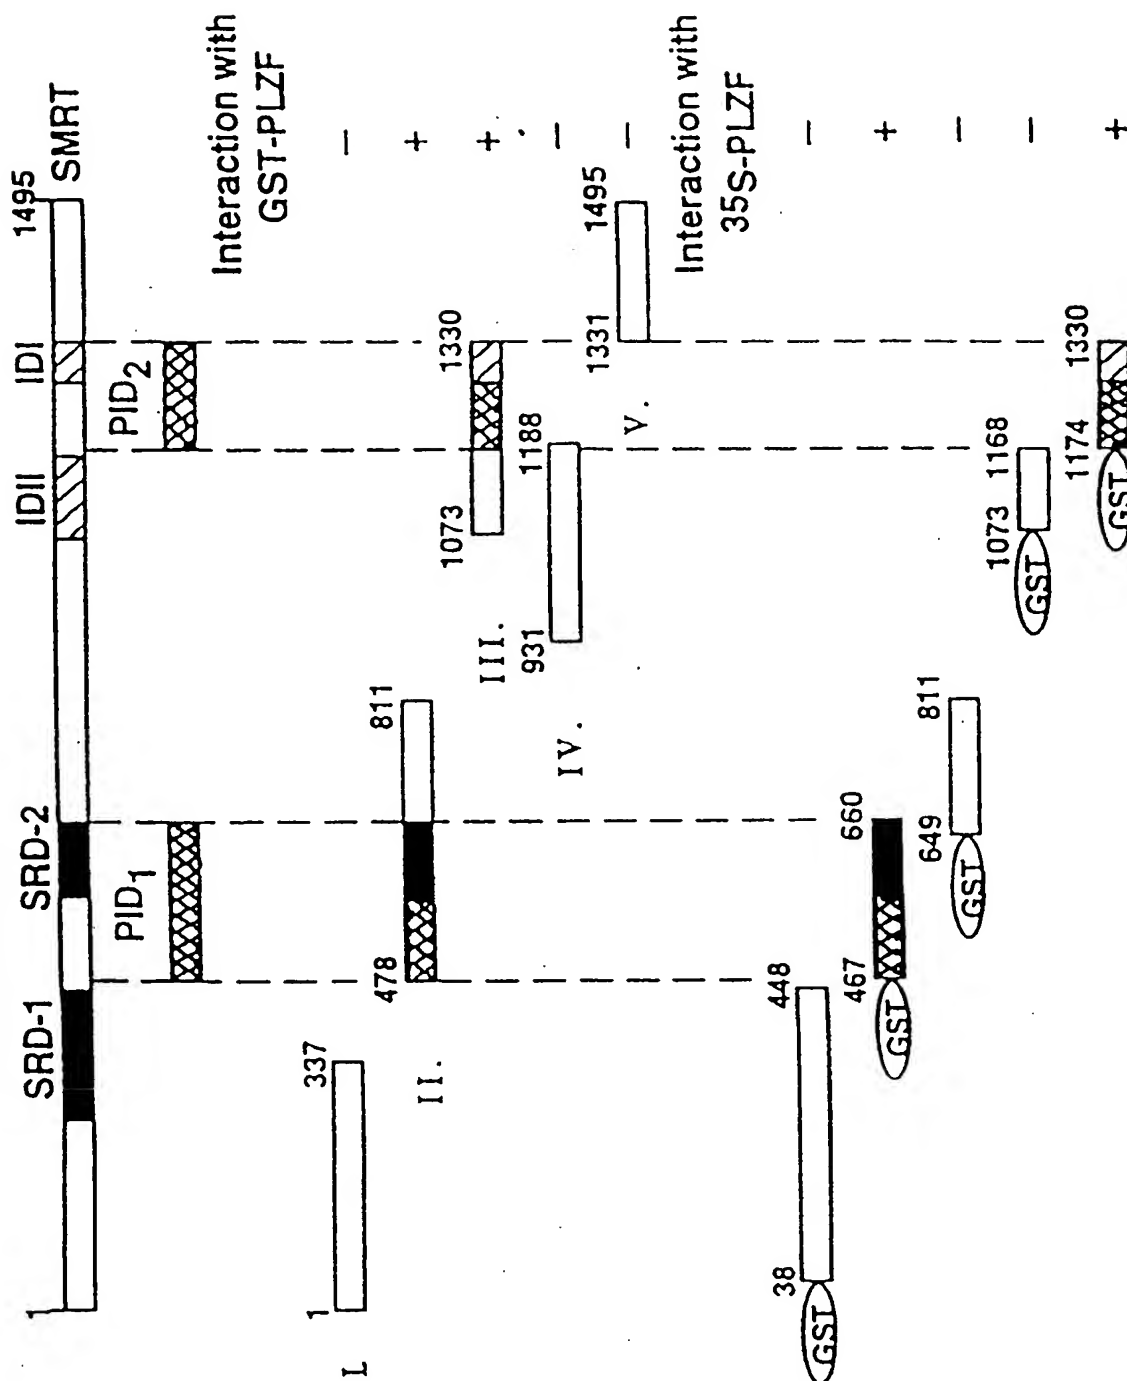 1 1495
SRD-1 SRD-2 IDII IDI SMRT
PID1 PID2
Interaction with
GST-PLZF
I. 1 337 −
II. 478 811 +
III. 1073 1330 +
IV. 931 1188 −
V. 1331 1495 −
Interaction with
35S-PLZF
GST 38 448 −
GST 467 660 +
GST 649 811 −
GST 1073 1168 −
GST 1174 1330 +